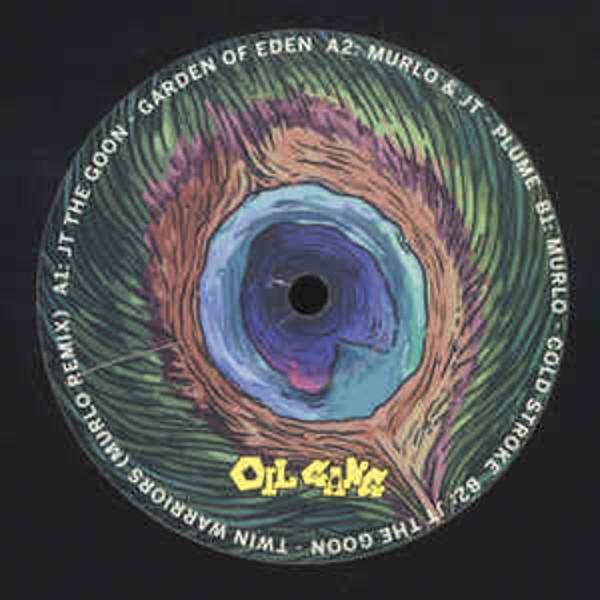 A1: JT THE GOON - GARDEN OF EDEN A2: MURLO & JT - PLUME B1: MURLO - COLD STROKE B2: JT THE GOON - TWIN WARRIORS (MURLO REMIX)
OIL GANG